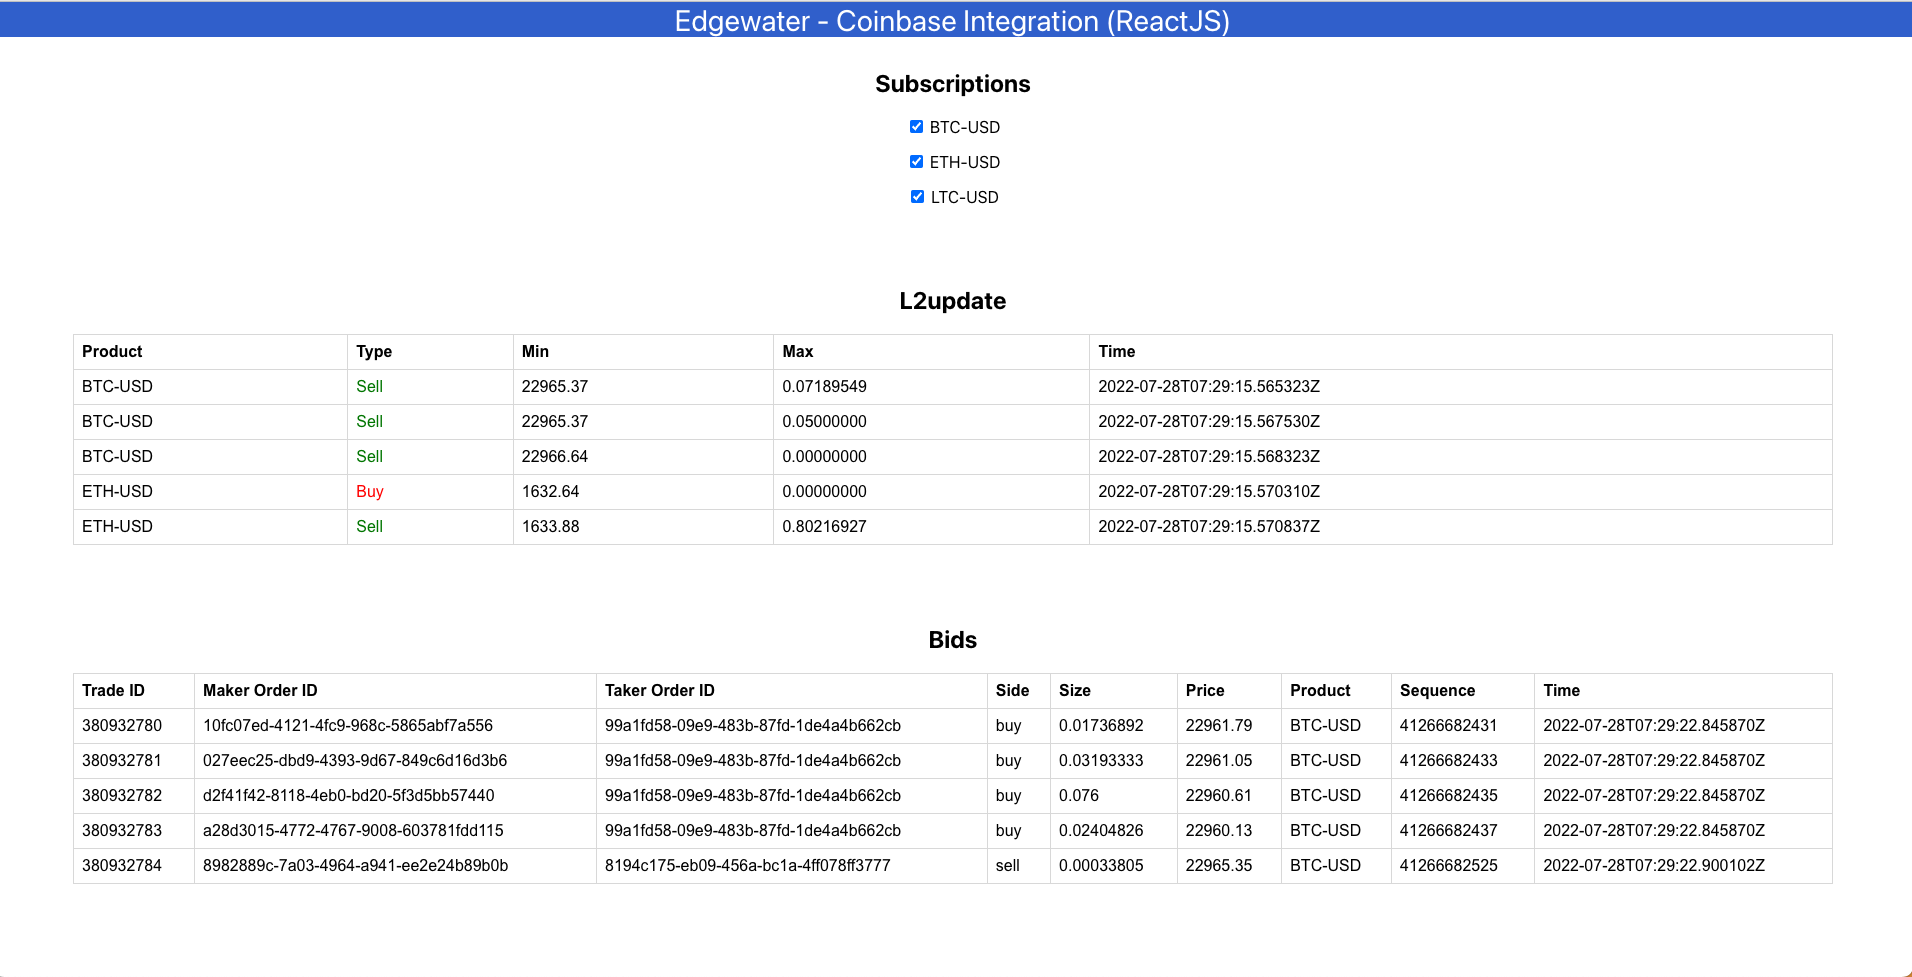 Edgewater - Coinbase Integration (ReactJS)
Subscriptions
BTC-USD
ETH-USD
LTC-USD
L2update
Product Type Min Max Time
BTC-USD Sell 22965.37 0.07189549 2022-07-28T07:29:15.565323Z
BTC-USD Sell 22965.37 0.05000000 2022-07-28T07:29:15.567530Z
BTC-USD Sell 22966.64 0.00000000 2022-07-28T07:29:15.568323Z
ETH-USD Buy 1632.64 0.00000000 2022-07-28T07:29:15.570310Z
ETH-USD Sell 1633.88 0.80216927 2022-07-28T07:29:15.570837Z
Bids
Trade ID Maker Order ID Taker Order ID Side Size Price Product Sequence Time
380932780 10fc07ed-4121-4fc9-968c-5865abf7a556 99a1fd58-09e9-483b-87fd-1de4a4b662cb buy 0.01736892 22961.79 BTC-USD 41266682431 2022-07-28T07:29:22.845870Z
380932781 027eec25-dbd9-4393-9d67-849c6d16d3b6 99a1fd58-09e9-483b-87fd-1de4a4b662cb buy 0.03193333 22961.05 BTC-USD 41266682433 2022-07-28T07:29:22.845870Z
380932782 d2f41f42-8118-4eb0-bd20-5f3d5bb57440 99a1fd58-09e9-483b-87fd-1de4a4b662cb buy 0.076 22960.61 BTC-USD 41266682435 2022-07-28T07:29:22.845870Z
380932783 a28d3015-4772-4767-9008-603781fdd115 99a1fd58-09e9-483b-87fd-1de4a4b662cb buy 0.02404826 22960.13 BTC-USD 41266682437 2022-07-28T07:29:22.845870Z
380932784 8982889c-7a03-4964-a941-ee2e24b89b0b 8194c175-eb09-456a-bc1a-4ff078ff3777 sell 0.00033805 22965.35 BTC-USD 41266682525 2022-07-28T07:29:22.900102Z